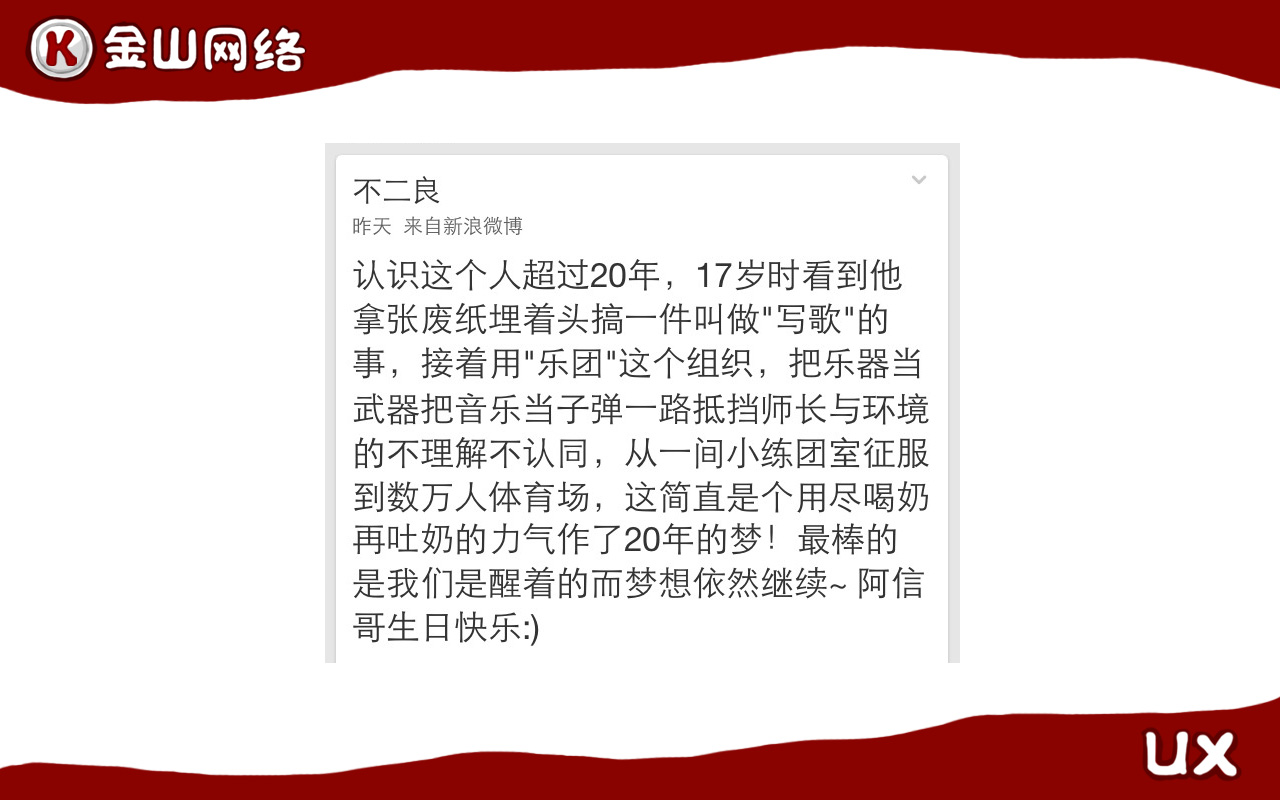 金山网络
不二良
昨天 来自新浪微博
认识这个人超过20年，17岁时看到他
拿张废纸埋着头搞一件叫做"写歌"的
事，接着用"乐团"这个组织，把乐器当
武器把音乐当子弹一路抵挡师长与环境
的不理解不认同，从一间小练团室征服
到数万人体育场，这简直是个用尽喝奶
再吐奶的力气作了20年的梦！最棒的
是我们是醒着的而梦想依然继续~ 阿信
哥生日快乐:)
UX